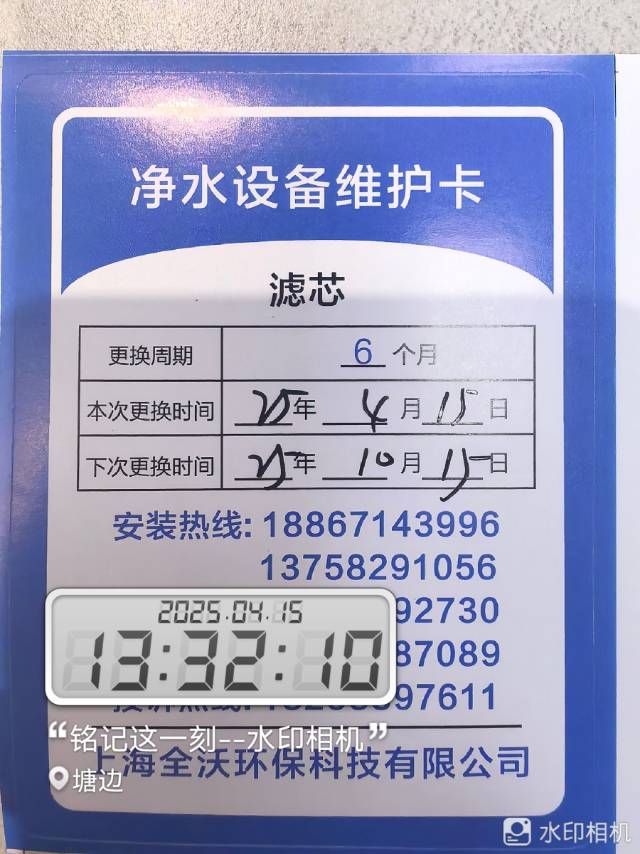 净水设备维护卡
滤芯
更换周期 6 个月
本次更换时间 25年 4月15日
下次更换时间 25年 10月15日
安装热线: 18867143996
13758291056
92730
87089
97611
2025.04.15
13:32:10
“铭记这一刻--水印相机”
塘边
上海全沃环保科技有限公司
水印相机